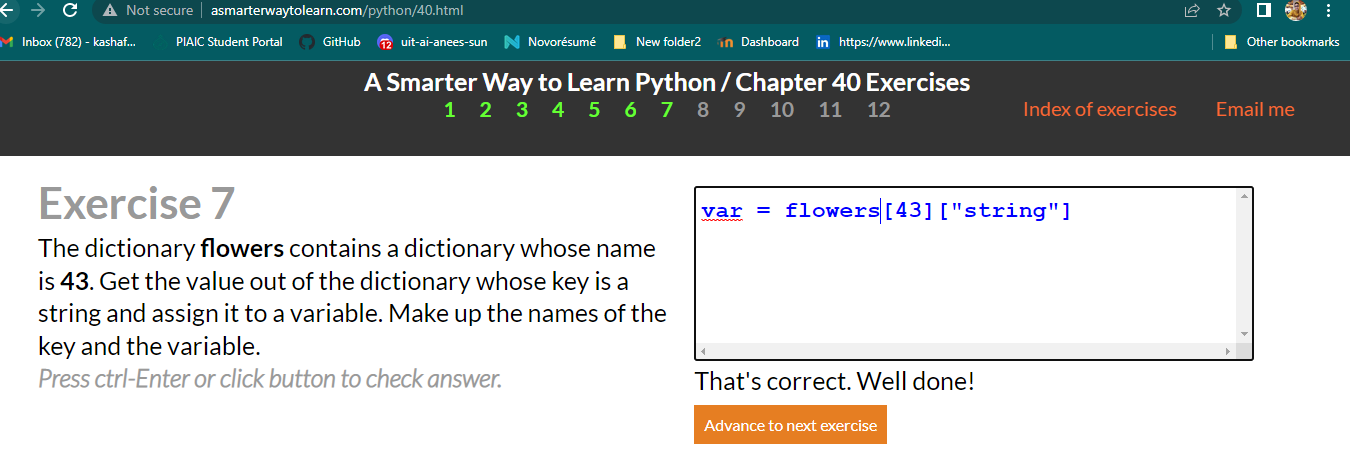 Not secure asmarterwaytolearn.com/python/40.html
Inbox (782) - kashaf... PIAIC Student Portal GitHub 12 uit-ai-anees-sun Novorésumé New folder2 Dashboard in https://www.linkedi... Other bookmarks
A Smarter Way to Learn Python / Chapter 40 Exercises
1 2 3 4 5 6 7 8 9 10 11 12 Index of exercises Email me
Exercise 7
The dictionary flowers contains a dictionary whose name
is 43. Get the value out of the dictionary whose key is a
string and assign it to a variable. Make up the names of the
key and the variable.
Press ctrl-Enter or click button to check answer.
var = flowers[43]["string"]
That's correct. Well done!
Advance to next exercise